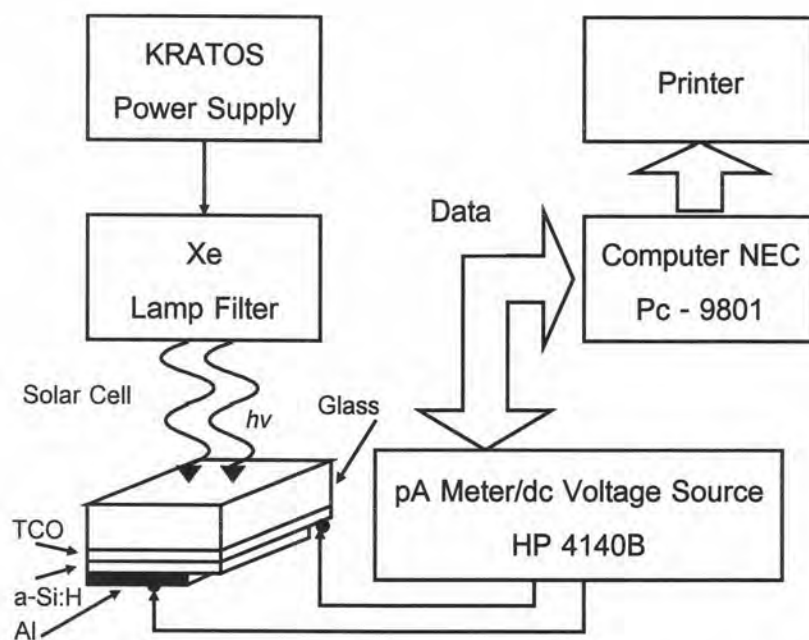 KRATOS
Power Supply
Printer
Xe
Lamp Filter
Data
Computer NEC
Pc - 9801
Solar Cell
hv
Glass
pA Meter/dc Voltage Source
HP 4140B
TCO
a-Si:H
Al